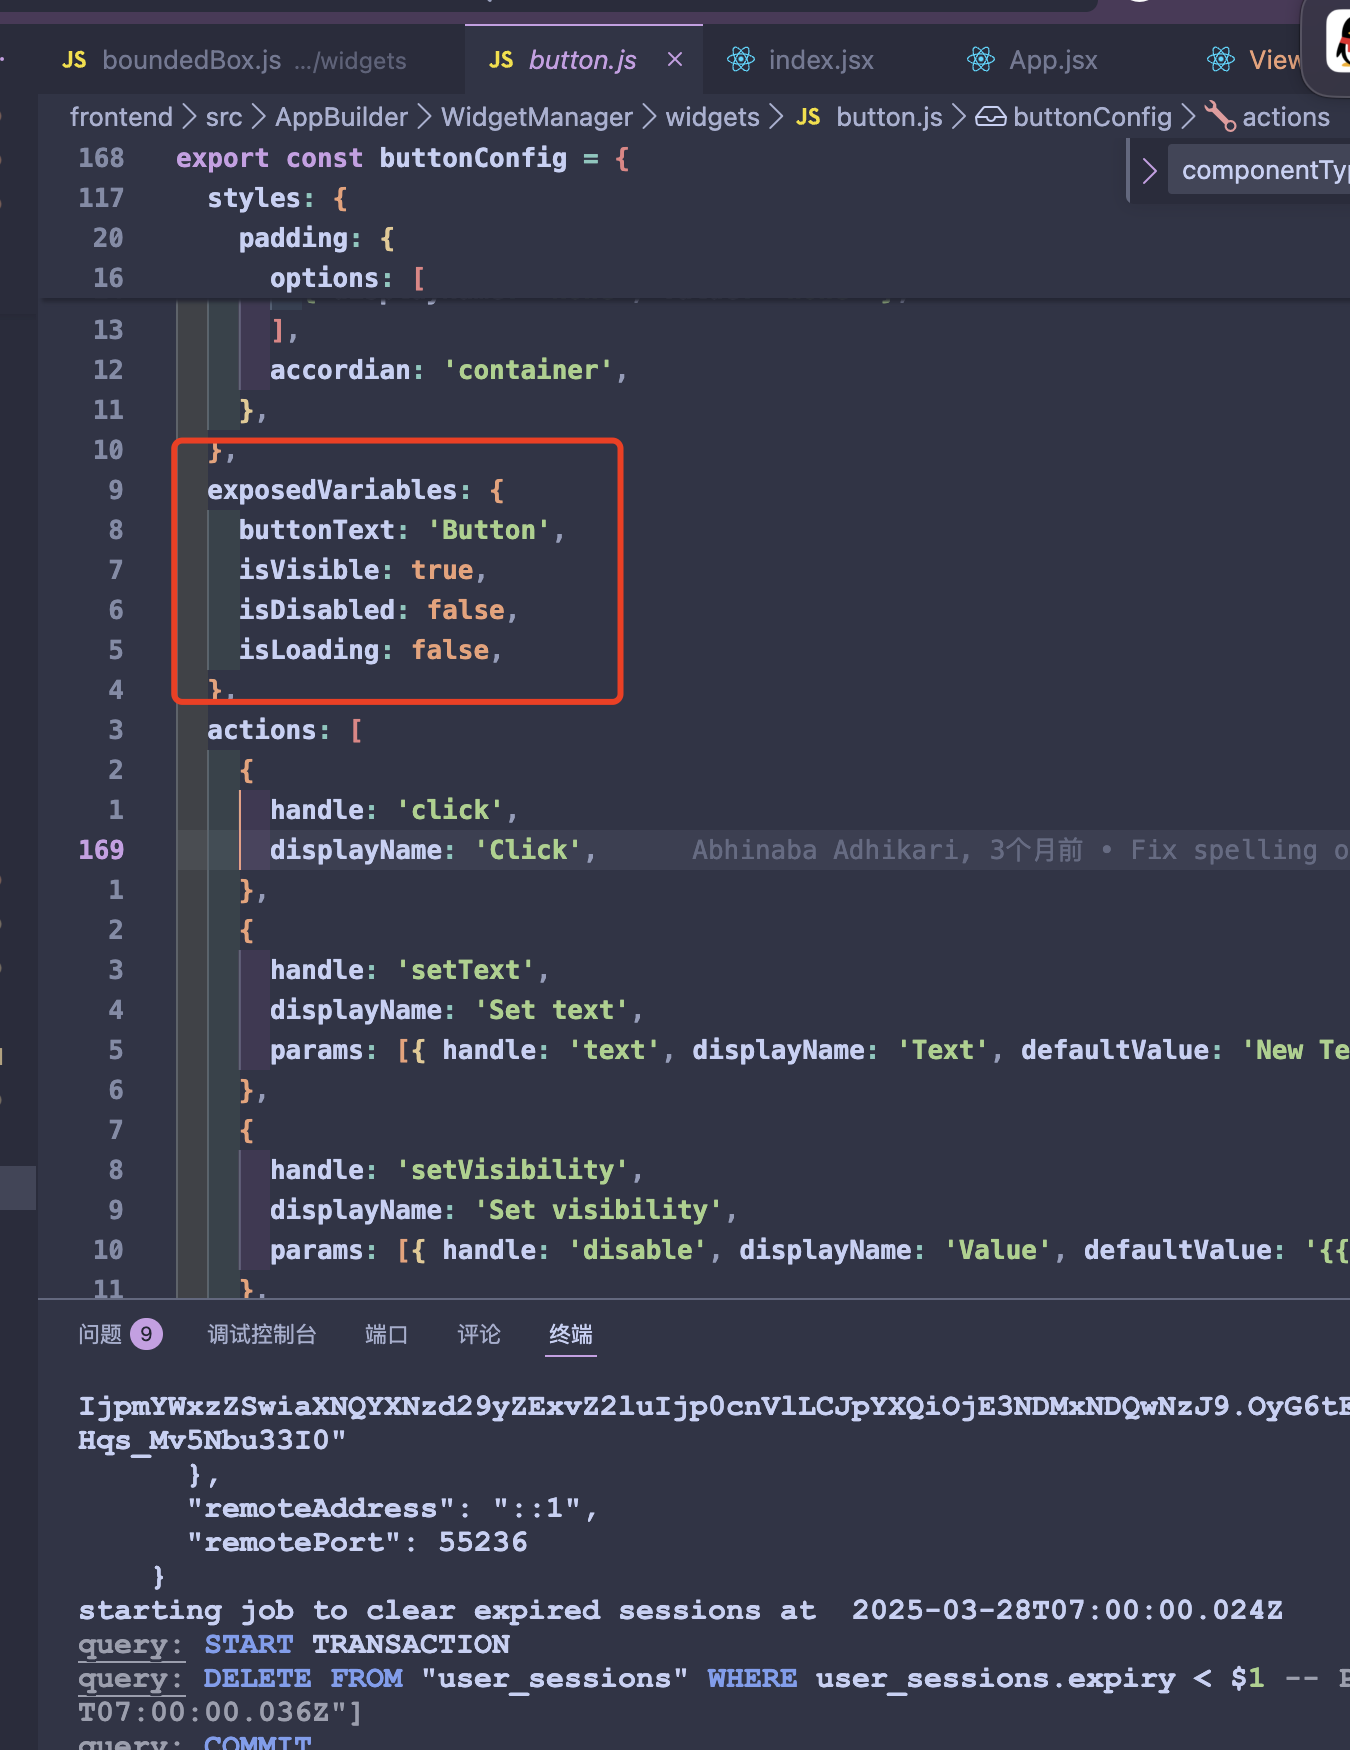 JS boundedBox.js .../widgets
JS button.js ×
index.jsx
App.jsx
View
frontend > src > AppBuilder > WidgetManager > widgets > JS button.js > buttonConfig > actions
168 export const buttonConfig = {
117 styles: {
20 padding: {
16 options: [
> componentTy
13 ],
12 accordian: 'container',
11 },
10 },
9 exposedVariables: {
8 buttonText: 'Button',
7 isVisible: true,
6 isDisabled: false,
5 isLoading: false,
4 },
3 actions: [
2 {
1 handle: 'click',
169 displayName: 'Click', Abhinaba Adhikari, 3个月前 • Fix spelling o
1 },
2 {
3 handle: 'setText',
4 displayName: 'Set text',
5 params: [{ handle: 'text', displayName: 'Text', defaultValue: 'New Te
6 },
7 {
8 handle: 'setVisibility',
9 displayName: 'Set visibility',
10 params: [{ handle: 'disable', displayName: 'Value', defaultValue: '{{
11 },
问题 9 调试控制台 端口 评论 终端
IjpmYWxzZSwiaXNQYXNzd29yZExvZ2luIjp0cnVlLCJpYXQiOjE3NDMxNDQwNzJ9.OyG6tE
Hqs_Mv5Nbu33I0"
},
"remoteAddress": "::1",
"remotePort": 55236
}
starting job to clear expired sessions at 2025-03-28T07:00:00.024Z
query: START TRANSACTION
query: DELETE FROM "user_sessions" WHERE user_sessions.expiry < $1 -- P
T07:00:00.036Z"]
query: COMMIT